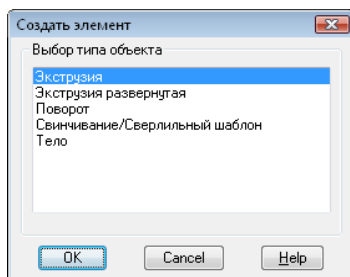 Создать элемент
Выбор типа объекта
Экструзия
Экструзия развернутая
Поворот
Свинчивание/Сверлильный шаблон
Тело
OK Cancel Help